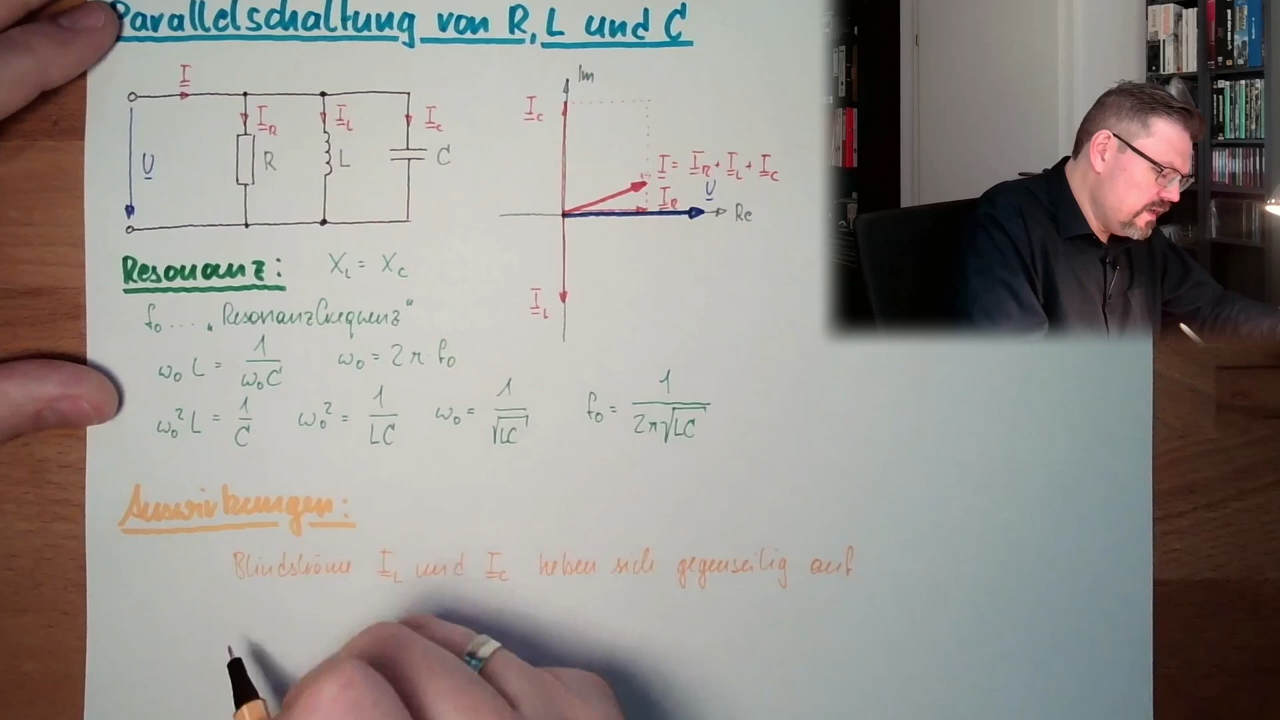 Parallelschaltung von R, L und C
I
I_R I_L I_C
U R L C
Im
I_C
I = I_R + I_L + I_C
I_R U
Re
I_L
Resonanz: X_L = X_C
f₀ .... „Resonanzfrequenz"
ω₀ L = 1/(ω₀C) ω₀ = 2π · f₀
ω₀² L = 1/C ω₀² = 1/(LC) ω₀ = 1/√(LC) f₀ = 1/(2π√(LC))
Auswirkungen:
Blindströme I_L und I_C heben sich gegenseitig auf